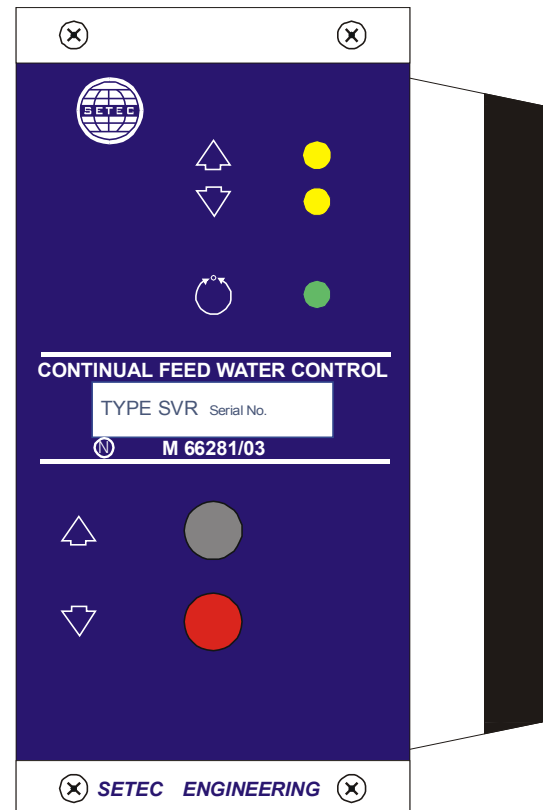 SETEC
CONTINUAL FEED WATER CONTROL
TYPE SVR Serial No.
N M 66281/03
SETEC ENGINEERING